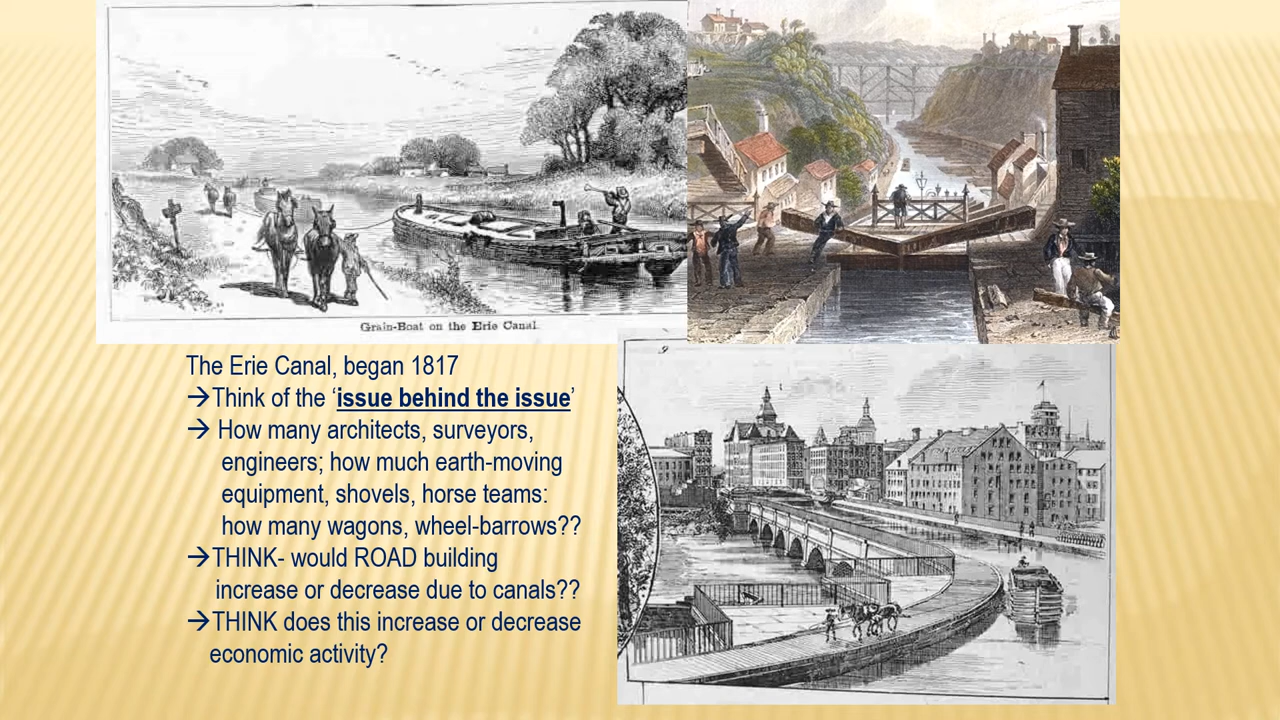 Grain-Boat on the Erie Canal.
The Erie Canal, began 1817
→Think of the ‘issue behind the issue’
→ How many architects, surveyors,
engineers; how much earth-moving
equipment, shovels, horse teams:
how many wagons, wheel-barrows??
→THINK- would ROAD building
increase or decrease due to canals??
→THINK does this increase or decrease
economic activity?
9